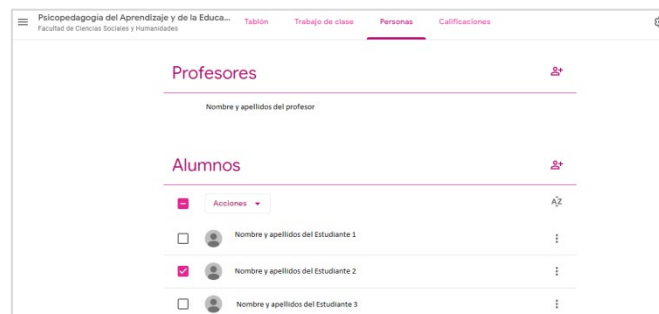 Psicopedagogía del Aprendizaje y de la Educa...
Facultad de Ciencias Sociales y Humanidades
Tablón
Trabajo de clase
Personas
Calificaciones
Profesores
Nombre y apellidos del profesor
Alumnos
Acciones
AZ
Nombre y apellidos del Estudiante 1
Nombre y apellidos del Estudiante 2
Nombre y apellidos del Estudiante 3